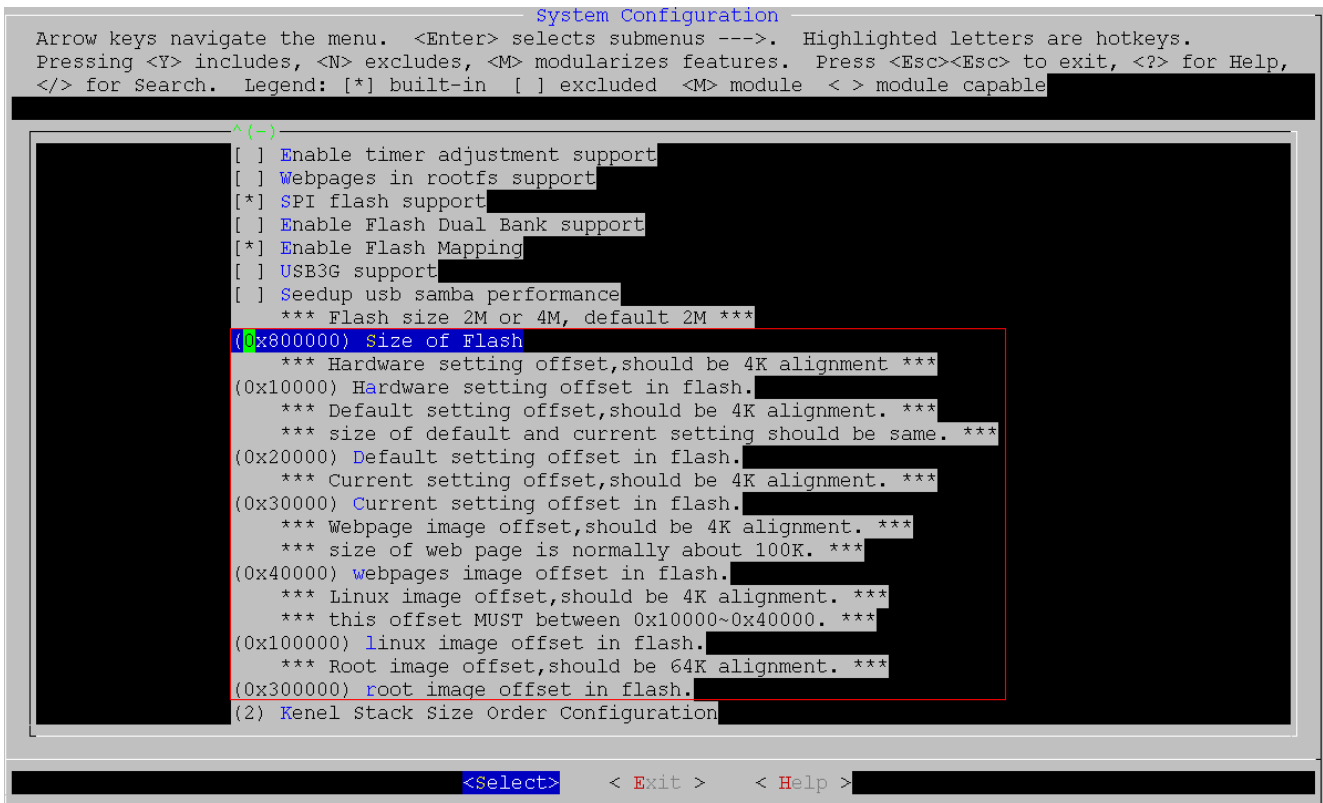 System Configuration
Arrow keys navigate the menu.  <Enter> selects submenus --->.  Highlighted letters are hotkeys.
Pressing <Y> includes, <N> excludes, <M> modularizes features.  Press <Esc><Esc> to exit, <?> for Help,
</> for Search.  Legend: [*] built-in  [ ] excluded  <M> module  < > module capable
^(-)
[ ] Enable timer adjustment support
[ ] Webpages in rootfs support
[*] SPI flash support
[ ] Enable Flash Dual Bank support
[*] Enable Flash Mapping
[ ] USB3G support
[ ] Seedup usb samba performance
*** Flash size 2M or 4M, default 2M ***
(0x800000) Size of Flash
*** Hardware setting offset,should be 4K alignment ***
(0x10000) Hardware setting offset in flash.
*** Default setting offset,should be 4K alignment. ***
*** size of default and current setting should be same. ***
(0x20000) Default setting offset in flash.
*** Current setting offset,should be 4K alignment. ***
(0x30000) Current setting offset in flash.
*** Webpage image offset,should be 4K alignment. ***
*** size of web page is normally about 100K. ***
(0x40000) webpages image offset in flash.
*** Linux image offset,should be 4K alignment. ***
*** this offset MUST between 0x10000~0x40000. ***
(0x100000) linux image offset in flash.
*** Root image offset,should be 64K alignment. ***
(0x300000) root image offset in flash.
(2) Kenel Stack Size Order Configuration
<Select>    < Exit >    < Help >